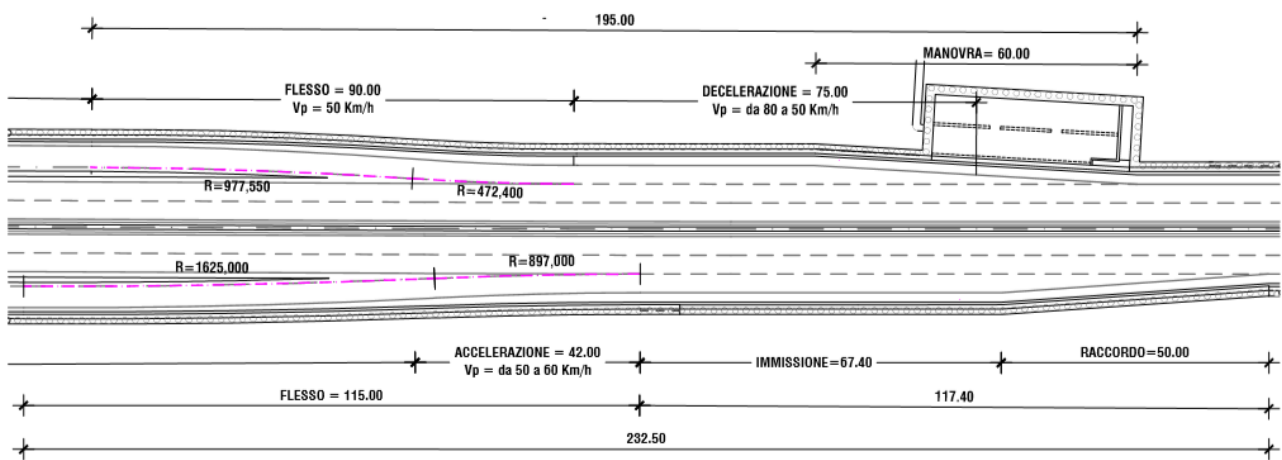 195.00
MANOVRA= 60.00
FLESSO = 90.00
Vp = 50 Km/h
DECELERAZIONE = 75.00
Vp = da 80 a 50 Km/h
R=977,550
R=472,400
R=1625,000
R=897,000
ACCELERAZIONE = 42.00
Vp = da 50 a 60 Km/h
IMMISSIONE=67.40
RACCORDO=50.00
FLESSO = 115.00
117.40
232.50